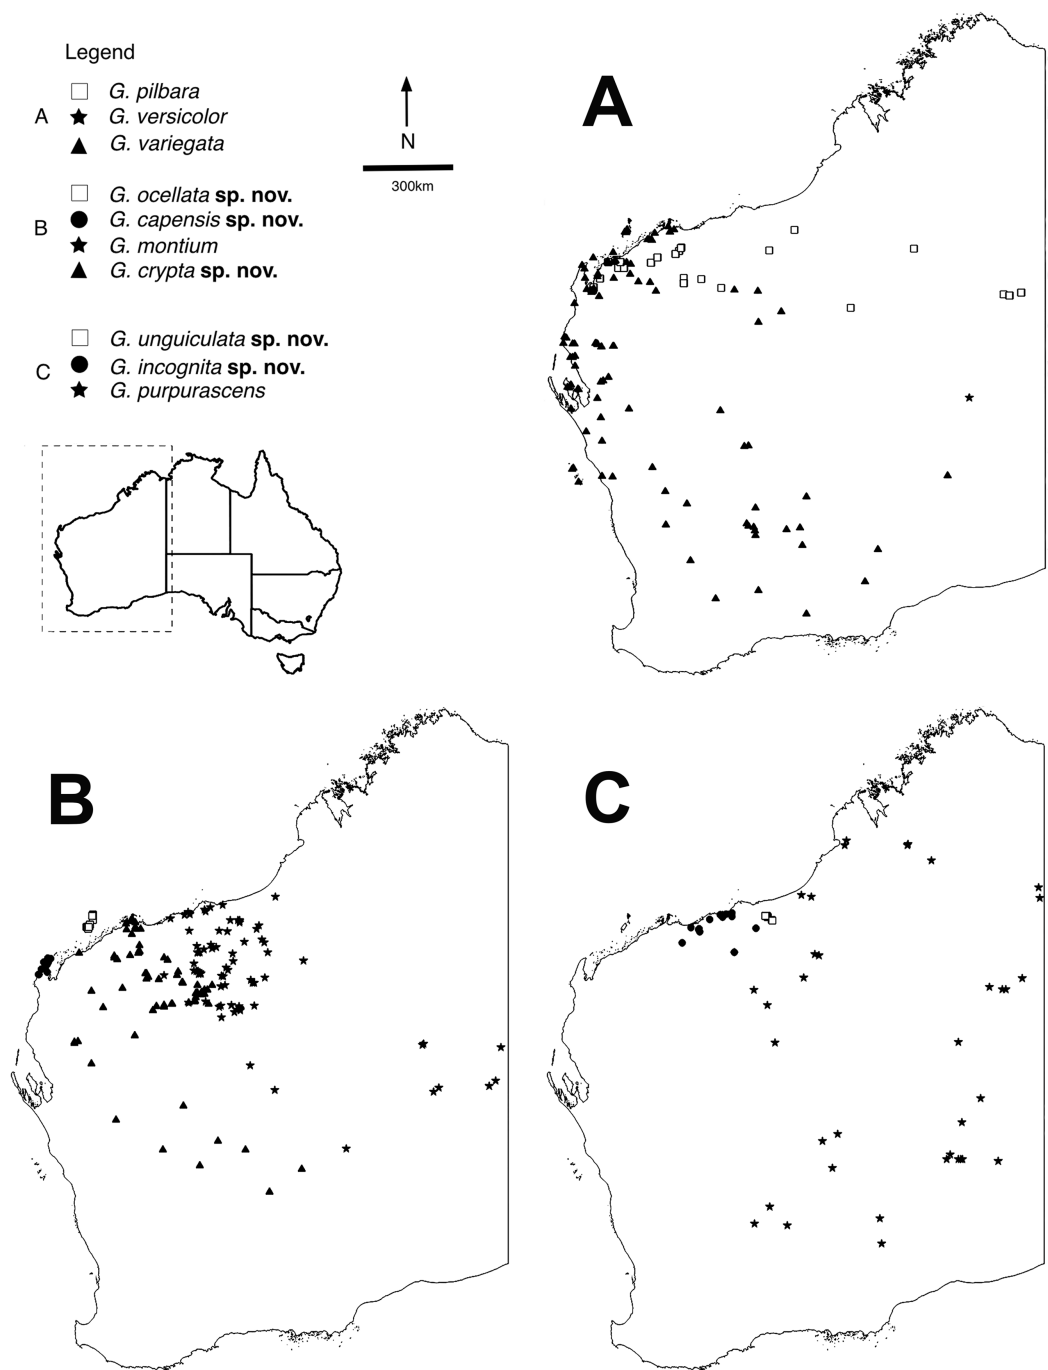 Legend
A
G. pilbara
G. versicolor
G. variegata
B
G. ocellata sp. nov.
G. capensis sp. nov.
G. montium
G. crypta sp. nov.
C
G. unguiculata sp. nov.
G. incognita sp. nov.
G. purpurascens
N
300km
A
B
C